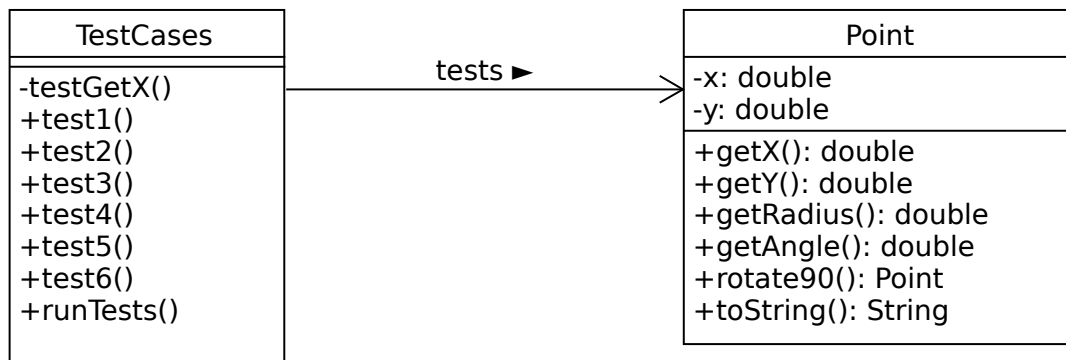 TestCases
-testGetX()
+test1()
+test2()
+test3()
+test4()
+test5()
+test6()
+runTests()
tests ►
Point
-x: double
-y: double
+getX(): double
+getY(): double
+getRadius(): double
+getAngle(): double
+rotate90(): Point
+toString(): String